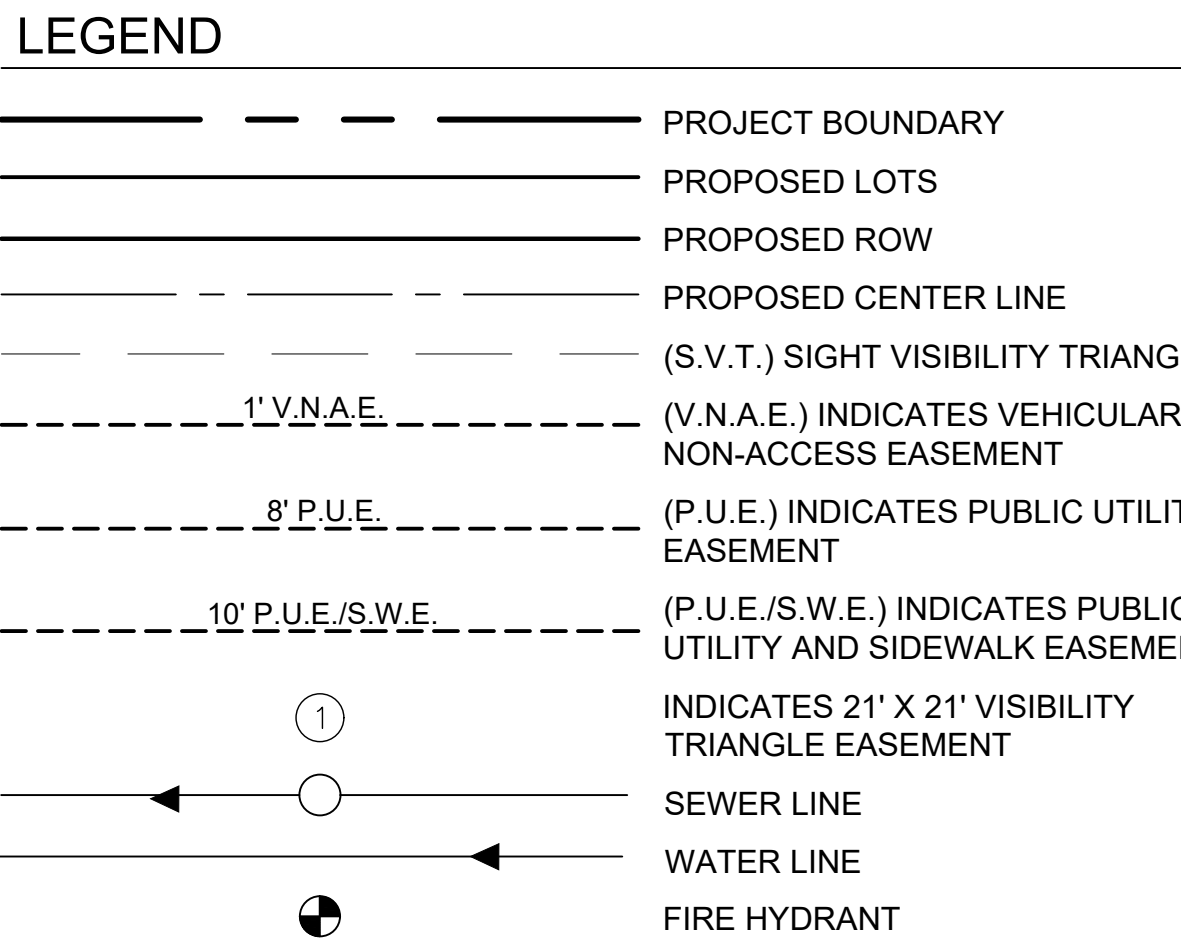 LEGEND
PROJECT BOUNDARY
PROPOSED LOTS
PROPOSED ROW
PROPOSED CENTER LINE
(S.V.T.) SIGHT VISIBILITY TRIANG
1' V.N.A.E.
(V.N.A.E.) INDICATES VEHICULAR
NON-ACCESS EASEMENT
8' P.U.E.
(P.U.E.) INDICATES PUBLIC UTILIT
EASEMENT
10' P.U.E./S.W.E.
(P.U.E./S.W.E.) INDICATES PUBLIC
UTILITY AND SIDEWALK EASEME
1
INDICATES 21' X 21' VISIBILITY
TRIANGLE EASEMENT
SEWER LINE
WATER LINE
FIRE HYDRANT